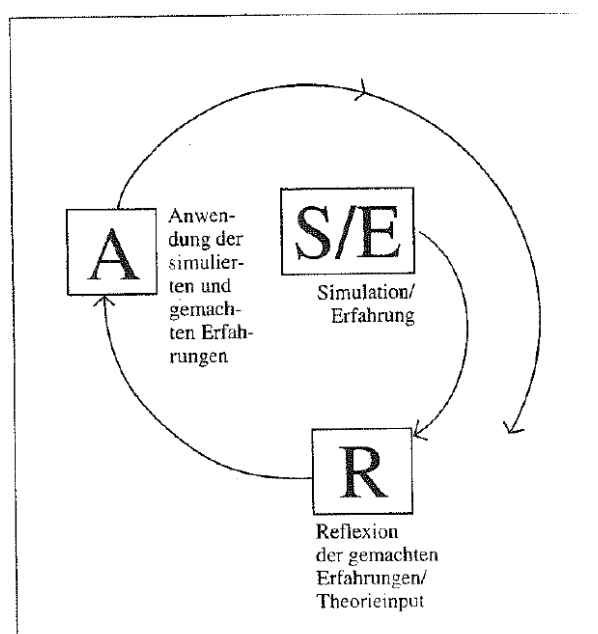 S/E
Simulation/
Erfahrung
R
Reflexion
der gemachten
Erfahrungen/
Theorieinput
A
Anwen-
dung der
simulier-
ten und
gemach-
ten Erfah-
rungen